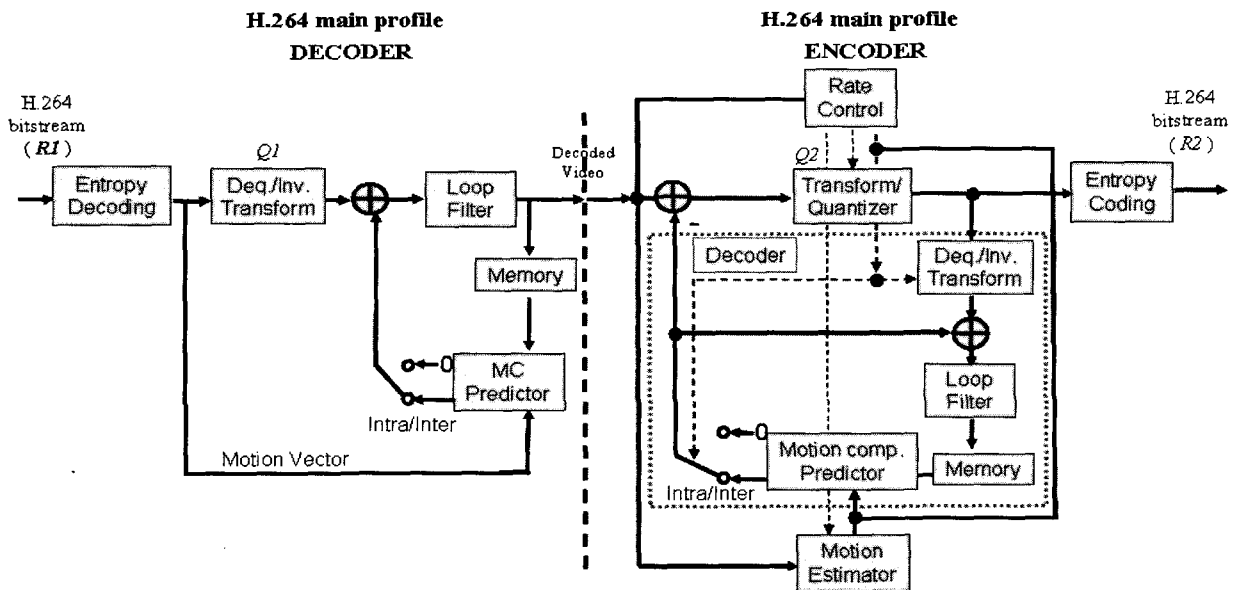 H.264 main profile
DECODER
H.264 main profile
ENCODER
H.264
bitstream
( R1 )
Entropy
Decoding
Q1
Deq./Inv.
Transform
Loop
Filter
Memory
0
MC
Predictor
Intra/Inter
Motion Vector
Decoded
Video
Rate
Control
Q2
Transform/
Quantizer
H.264
bitstream
( R2 )
Entropy
Coding
–
Decoder
Deq./Inv.
Transform
Loop
Filter
Memory
0
Motion comp.
Predictor
Intra/Inter
Motion
Estimator